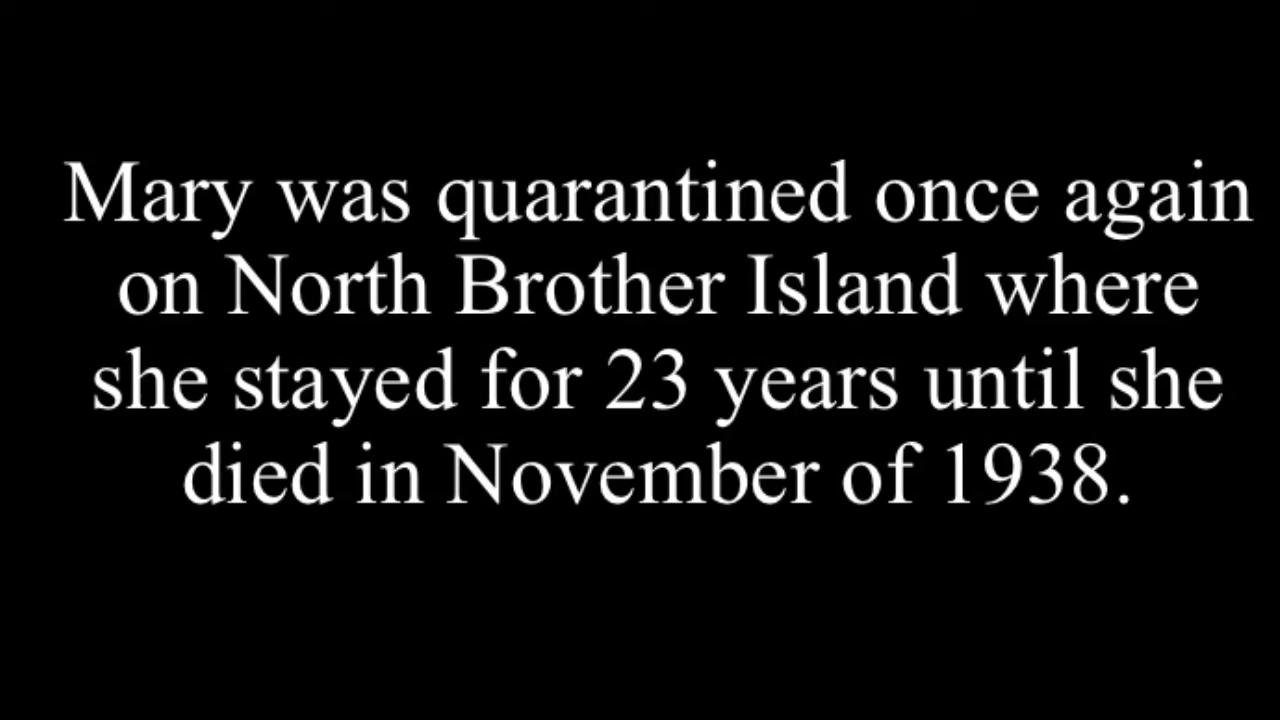 Mary was quarantined once again
on North Brother Island where
she stayed for 23 years until she
died in November of 1938.